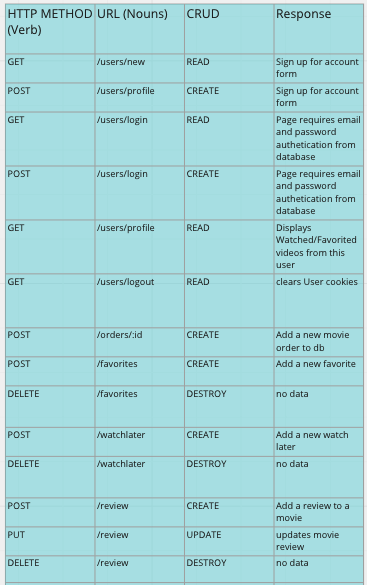 HTTP METHOD URL (Nouns) CRUD Response
(Verb)
GET /users/new READ Sign up for account
form
POST /users/profile CREATE Sign up for account
form
GET /users/login READ Page requires email
and password
authetication from
database
POST /users/login CREATE Page requires email
and password
authetication from
database
GET /users/profile READ Displays
Watched/Favorited
videos from this
user
GET /users/logout READ clears User cookies
POST /orders/:id CREATE Add a new movie
order to db
POST /favorites CREATE Add a new favorite
DELETE /favorites DESTROY no data
POST /watchlater CREATE Add a new watch
later
DELETE /watchlater DESTROY no data
POST /review CREATE Add a review to a
movie
PUT /review UPDATE updates movie
review
DELETE /review DESTROY no data